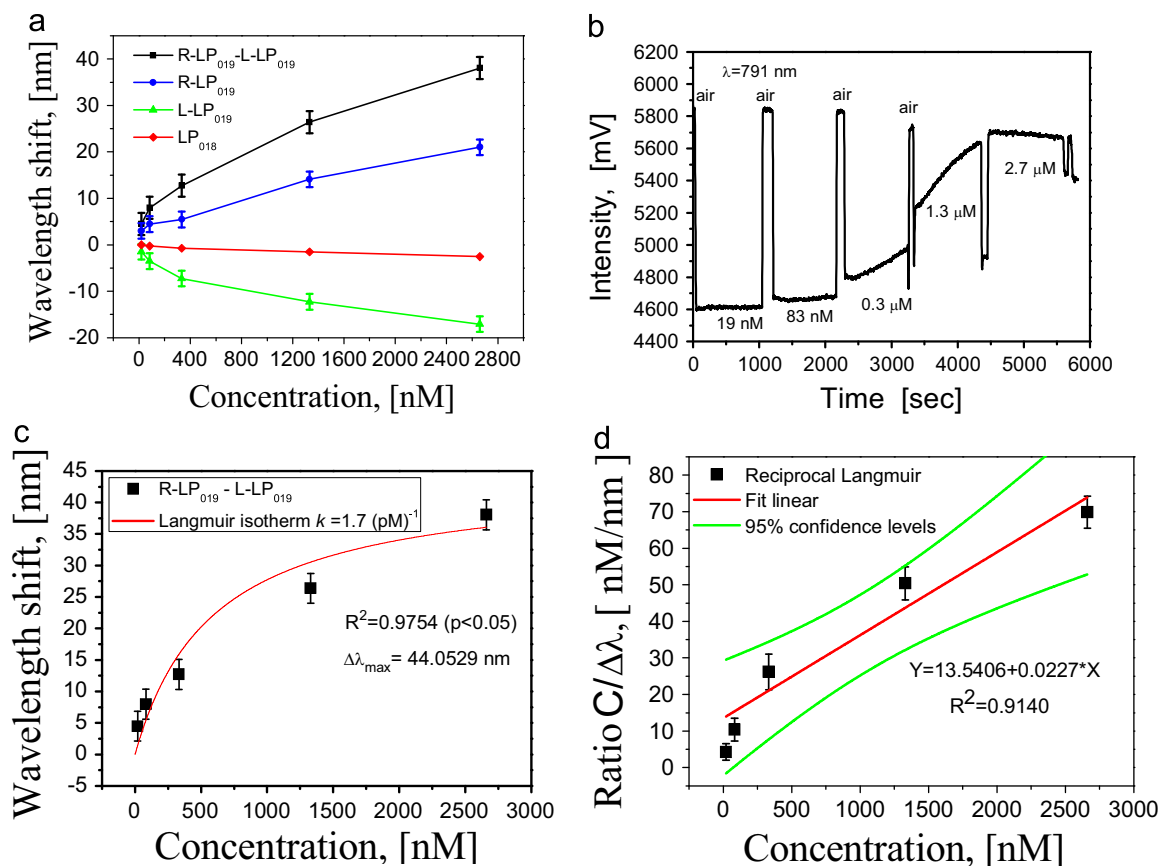 a
Wavelength shift, [nm]
40
30
20
10
0
-10
-20
R-LP019-L-LP019
R-LP019
L-LP019
LP018
0 400 800 1200 1600 2000 2400 2800
Concentration, [nM]
b
Intensity, [mV]
6200
6000
5800
5600
5400
5200
5000
4800
4600
4400
λ=791 nm
air air air air
19 nM
83 nM
0.3 μM
1.3 μM
2.7 μM
0 1000 2000 3000 4000 5000 6000
Time [sec]
c
Wavelength shift, [nm]
45
40
35
30
25
20
15
10
5
0
-5
R-LP019 - L-LP019
Langmuir isotherm k =1.7 (pM)-1
R2=0.9754 (p<0.05)
Δλmax= 44.0529 nm
0 500 1000 1500 2000 2500 3000
Concentration, [nM]
d
Ratio C/Δλ, [ nM/nm]
80
70
60
50
40
30
20
10
0
Reciprocal Langmuir
Fit linear
95% confidence levels
Y=13.5406+0.0227*X
R2=0.9140
0 500 1000 1500 2000 2500 3000
Concentration, [nM]